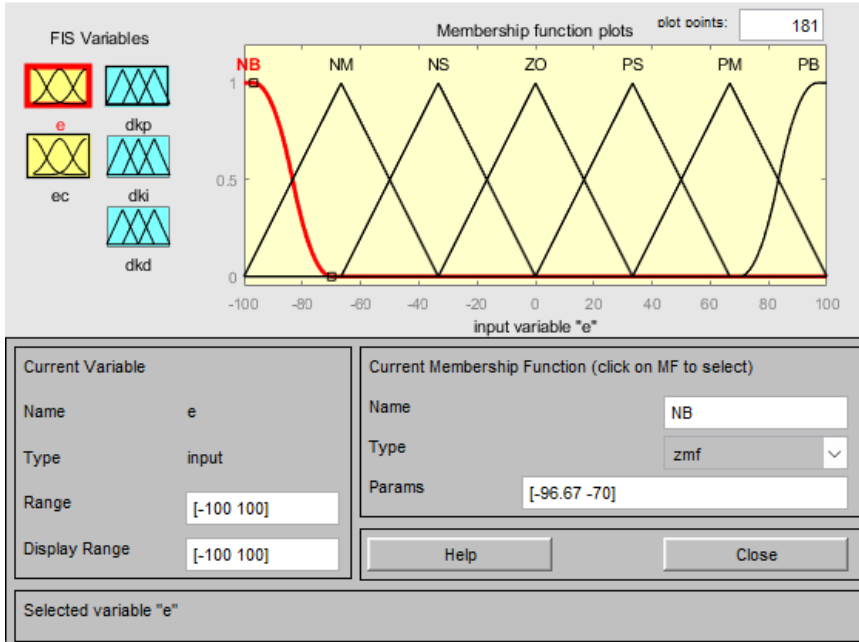 FIS Variables
Membership function plots
plot points:
181
e
dkp
ec
dki
dkd
NB
NM
NS
ZO
PS
PM
PB
1
0.5
0
-100
-80
-60
-40
-20
0
20
40
60
80
100
input variable "e"
Current Variable
Name
e
Type
input
Range
[-100 100]
Display Range
[-100 100]
Current Membership Function (click on MF to select)
Name
NB
Type
zmf
Params
[-96.67 -70]
Help
Close
Selected variable "e"